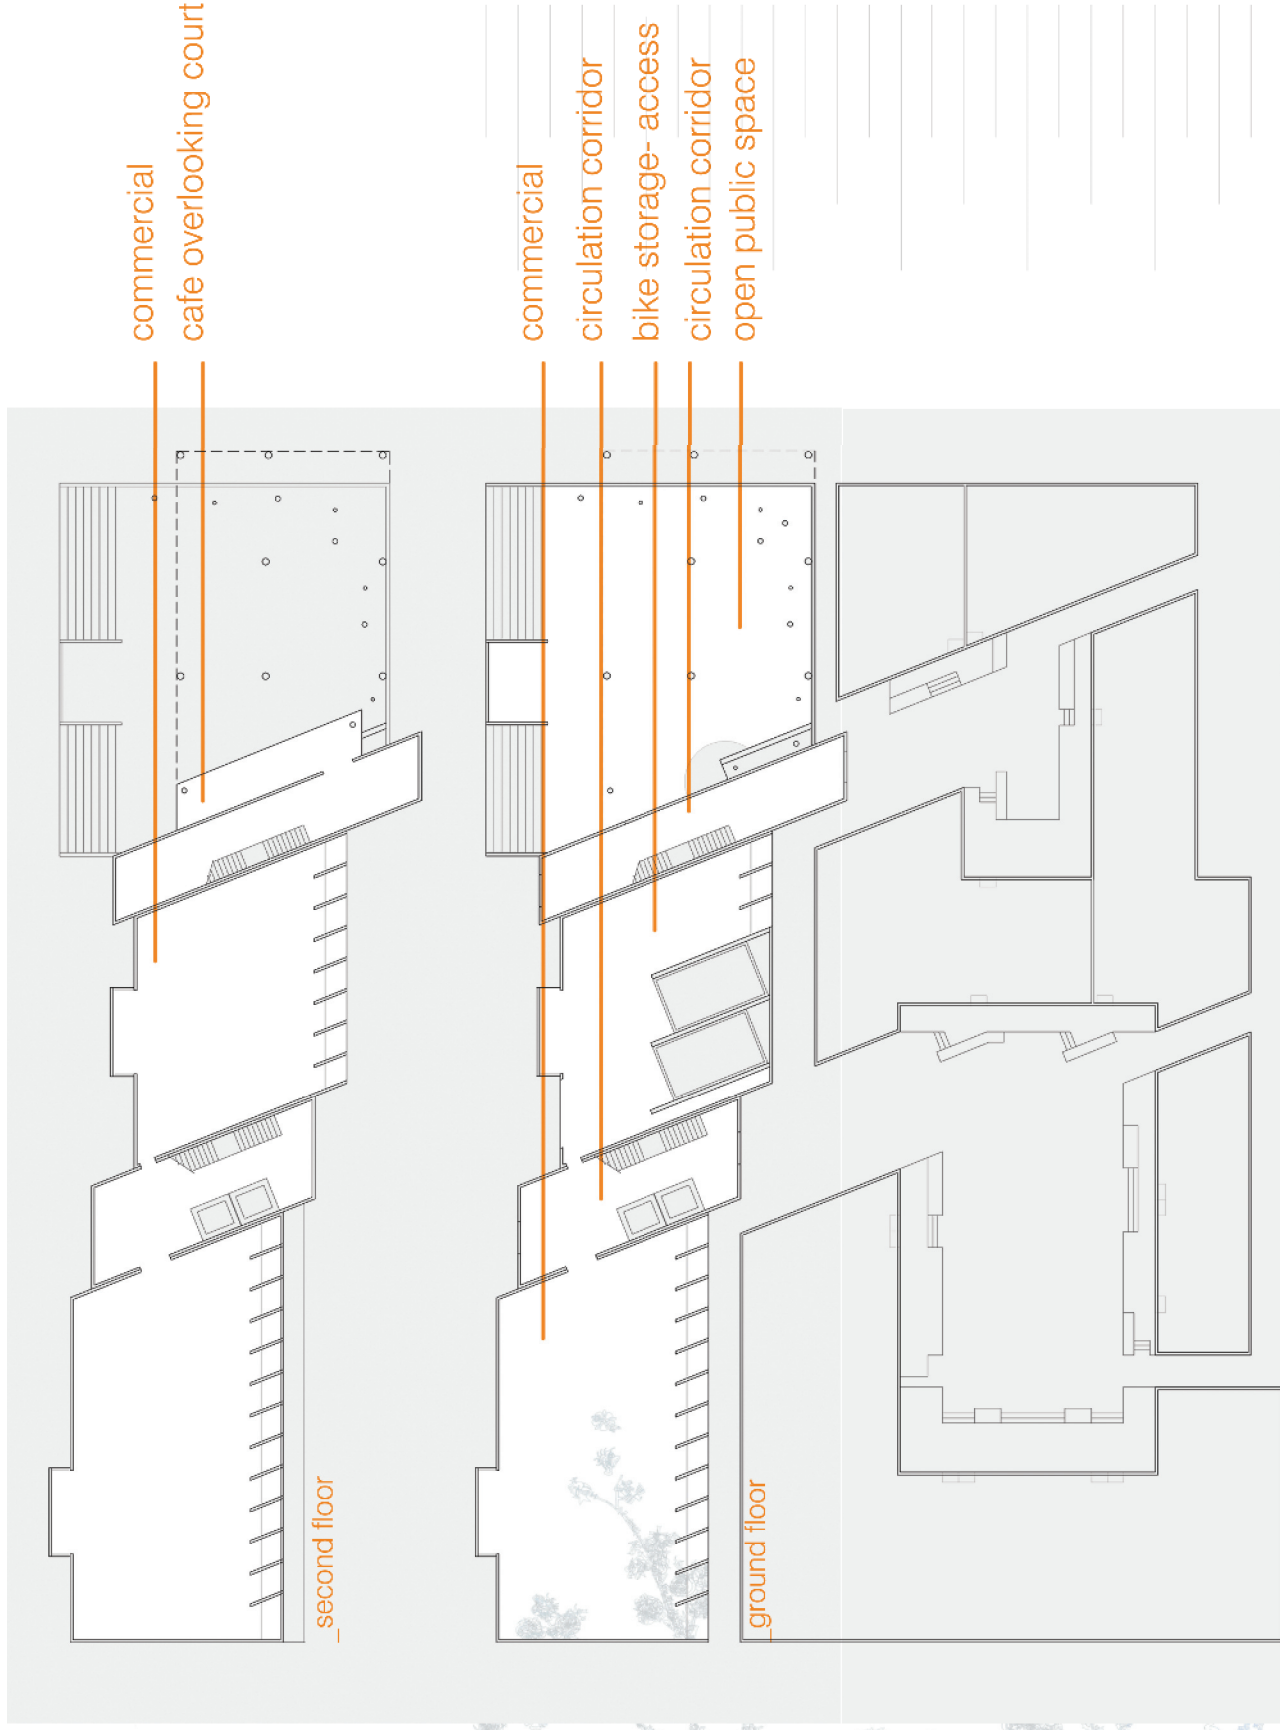 commercial
cafe overlooking court
_second floor
commercial
circulation corridor
bike storage- access
circulation corridor
open public space
_ground floor